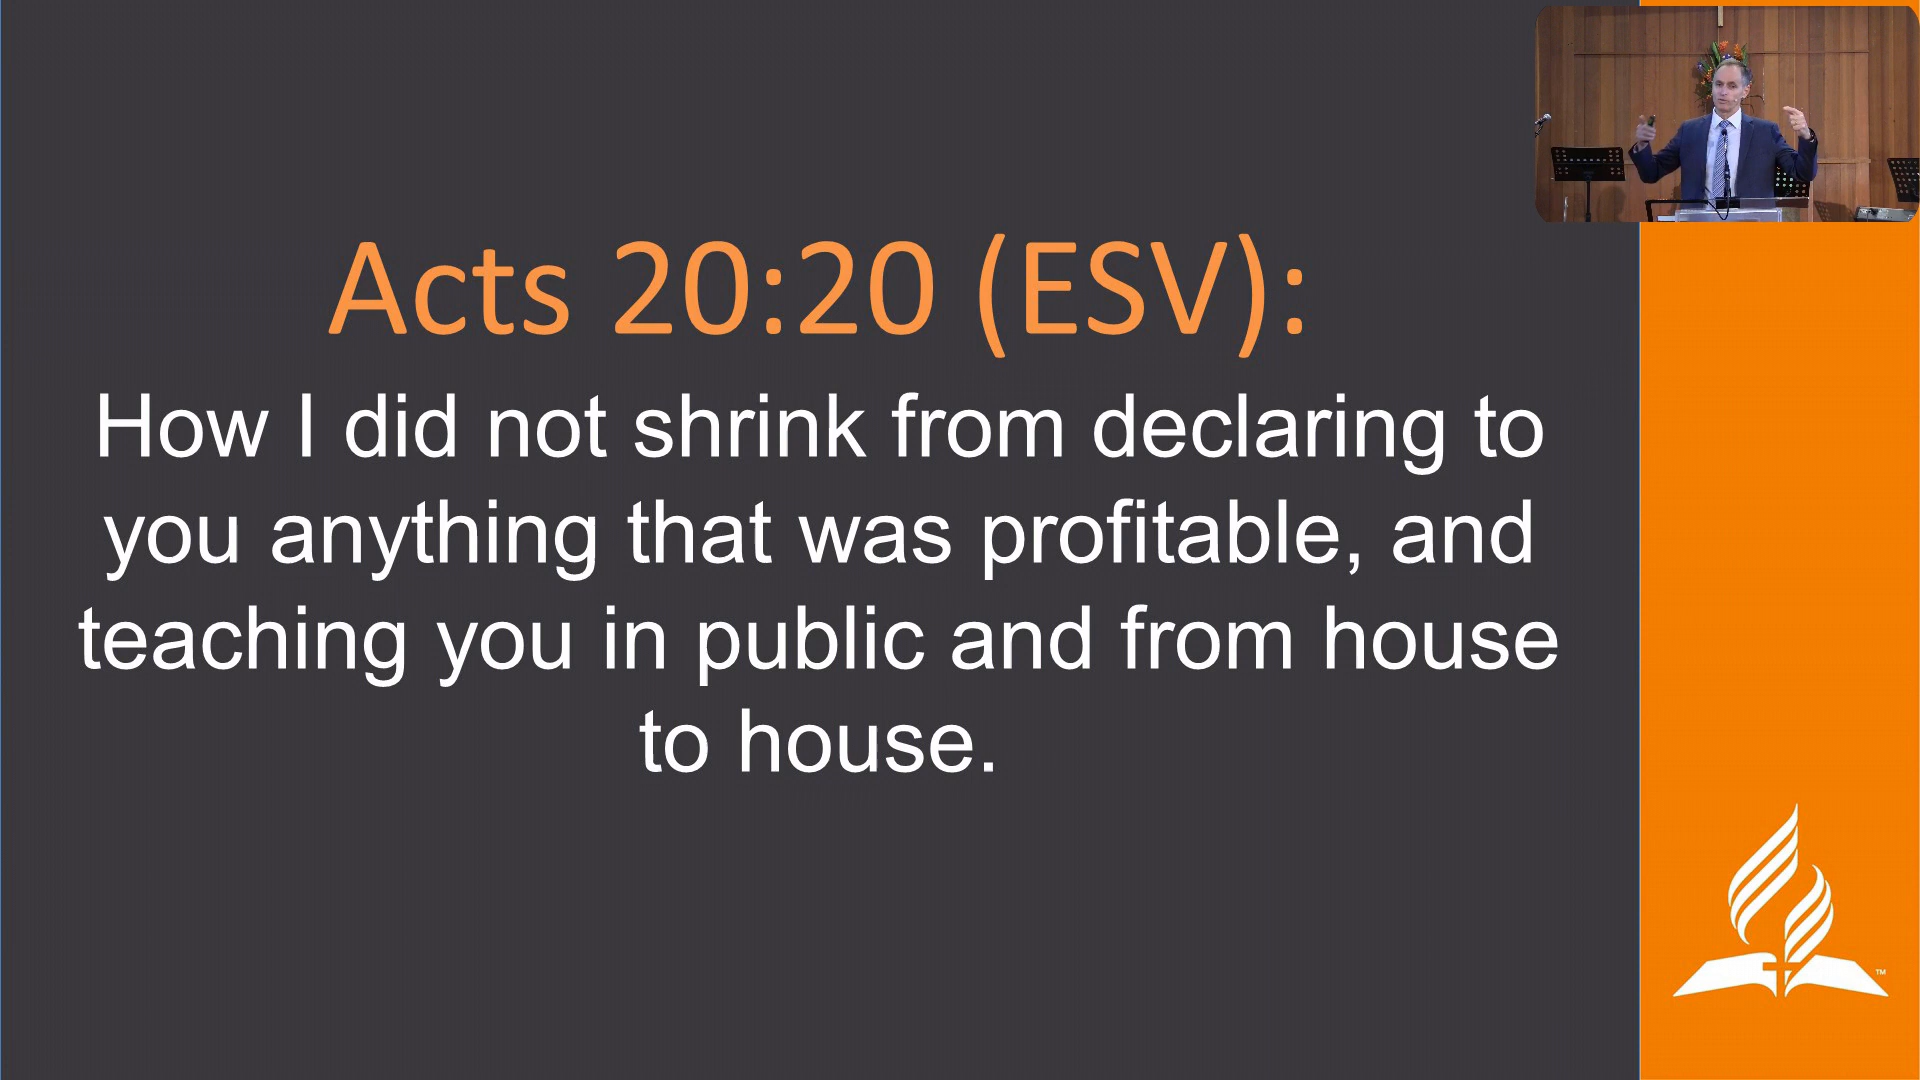 Acts 20:20 (ESV):
How I did not shrink from declaring to
you anything that was profitable, and
teaching you in public and from house
to house.
TM